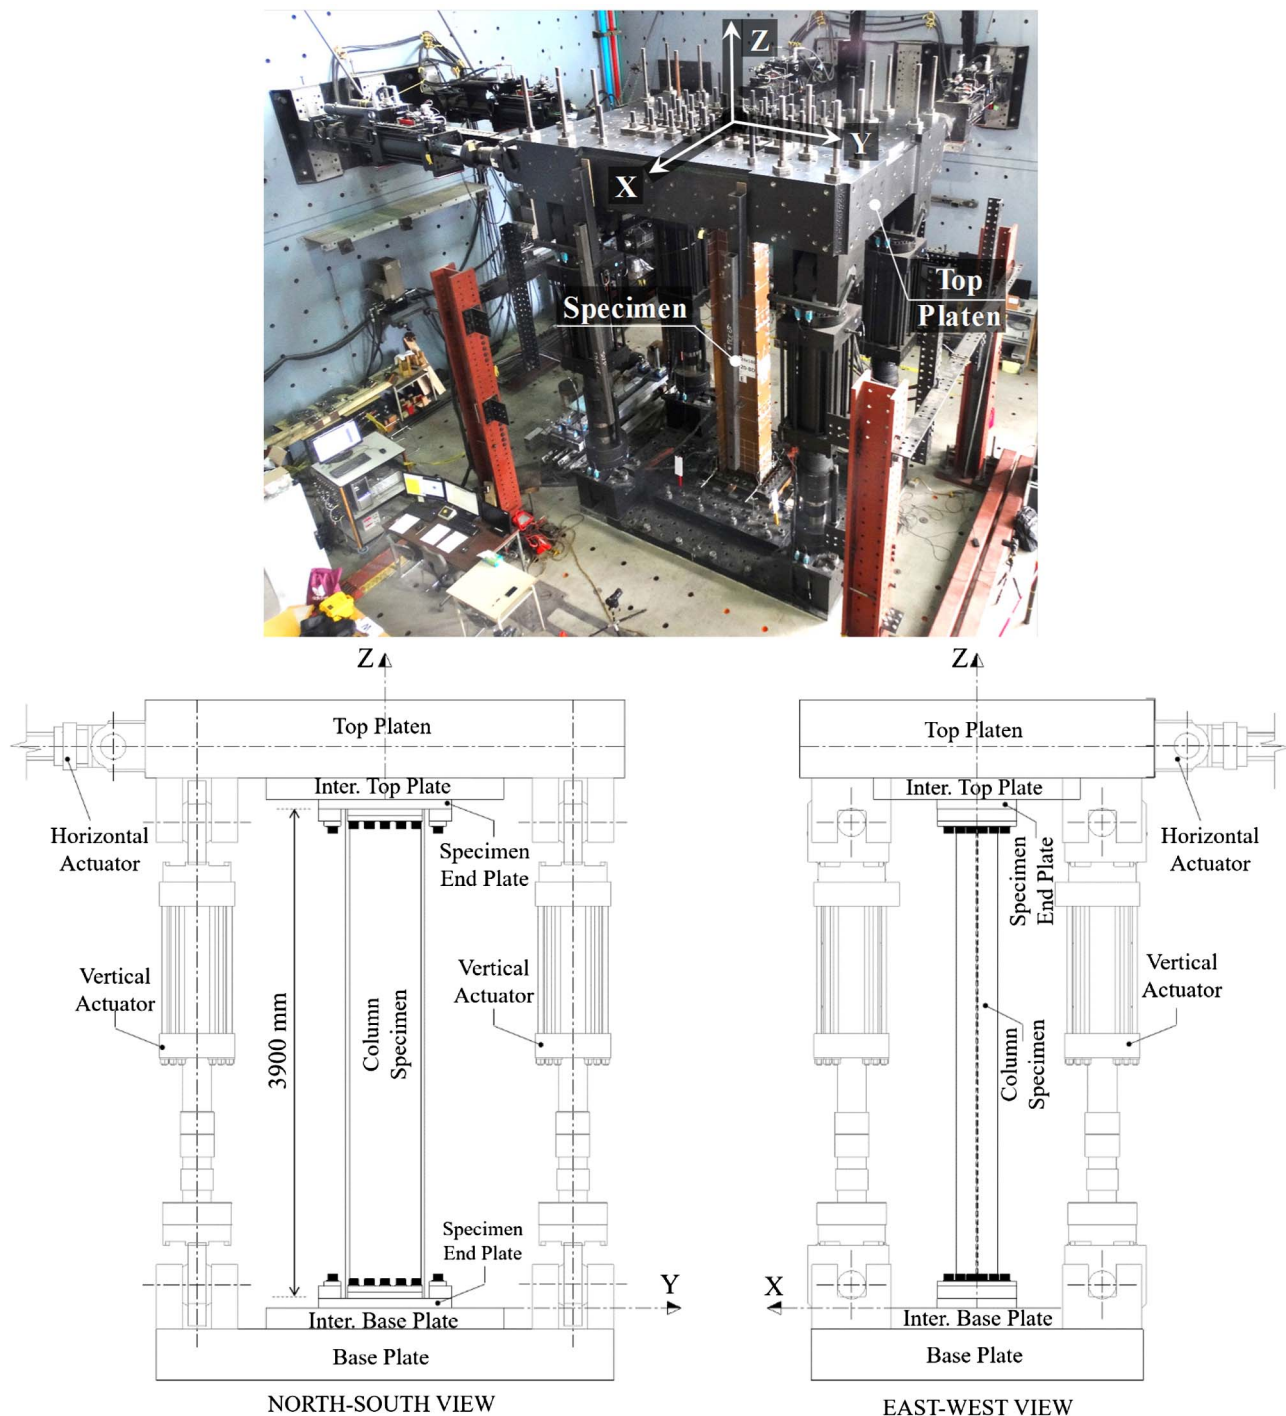 Z
Y
X
Specimen
Top
Platen
Z
Top Platen
Inter. Top Plate
Horizontal
Actuator
Specimen
End Plate
Vertical
Actuator
Vertical
Actuator
3900 mm
Column
Specimen
Specimen
End Plate
Y
Inter. Base Plate
Base Plate
NORTH-SOUTH VIEW
Z
Top Platen
Inter. Top Plate
Horizontal
Actuator
Specimen
End Plate
Vertical
Actuator
Column
Specimen
X
Inter. Base Plate
Base Plate
EAST-WEST VIEW